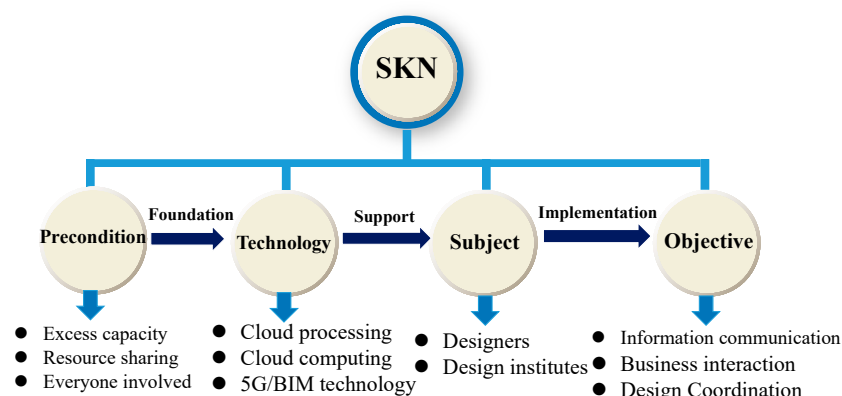 SKN
Foundation
Support
Implementation
Precondition
Technology
Subject
Objective
● Excess capacity
● Resource sharing
● Everyone involved
● Cloud processing
● Cloud computing
● 5G/BIM technology
● Designers
● Design institutes
● Information communication
● Business interaction
● Design Coordination